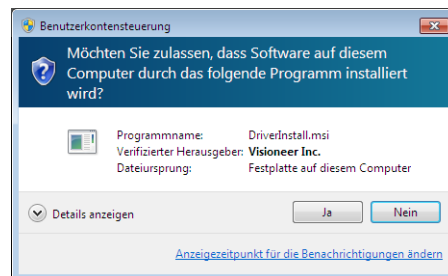 Benutzerkontensteuerung
Möchten Sie zulassen, dass Software auf diesem
Computer durch das folgende Programm installiert
wird?
Programmname: DriverInstall.msi
Verifizierter Herausgeber: Visioneer Inc.
Dateiursprung: Festplatte auf diesem Computer
Details anzeigen Ja Nein
Anzeigezeitpunkt für die Benachrichtigungen ändern